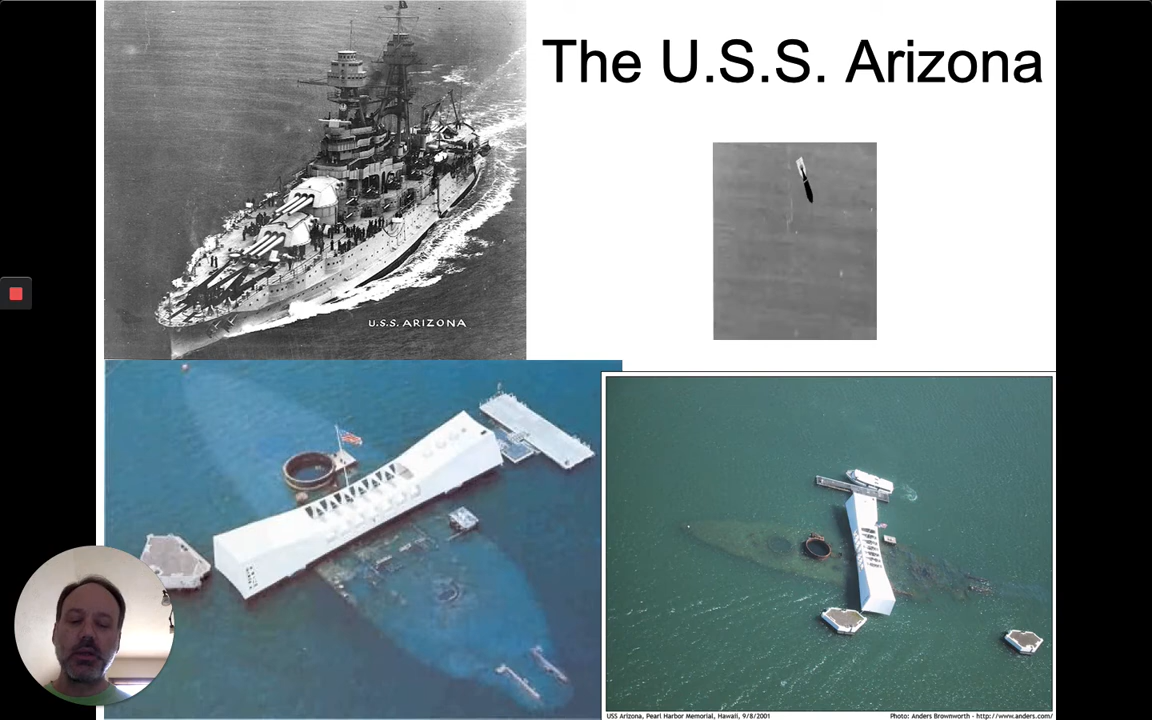 The U.S.S. Arizona
U.S.S. ARIZONA
USS Arizona, Pearl Harbor Memorial, Hawaii, 9/8/2001
Photo: Anders Brownworth - http://www.anders.com/